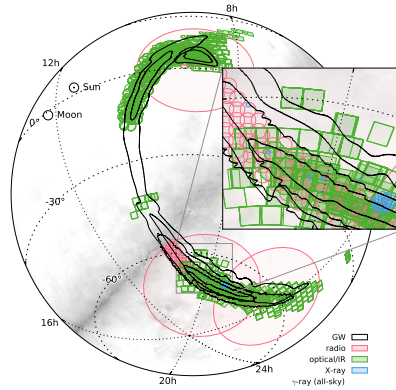 8h
12h
Sun
Moon
0°
-30°
-60°
16h
20h
24h
GW
radio
optical/IR
X-ray
γ-ray (all-sky)